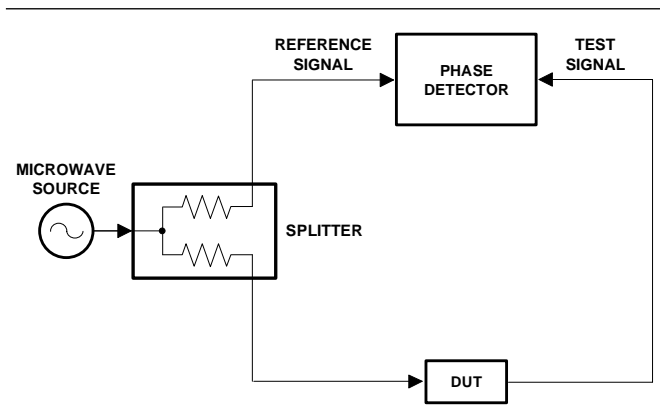 REFERENCE
SIGNAL
PHASE
DETECTOR
TEST
SIGNAL
MICROWAVE
SOURCE
SPLITTER
DUT